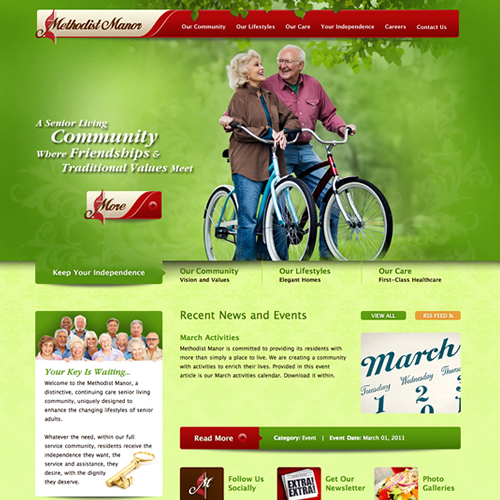 Methodist Manor
Our Community Our Lifestyles Our Care Your Independence Careers Contact Us
A Senior Living
Community
Where Friendships &
Traditional Values Meet
More
Keep Your Independence
Our Community
Vision and Values
Our Lifestyles
Elegant Homes
Our Care
First-Class Healthcare
Your Key Is Waiting...
Welcome to the Methodist Manor, a
distinctive, continuing care senior living
community, uniquely designed to
enhance the changing lifestyles of senior
adults.
Whatever the need, within our full
service community, residents receive the
independence they want, the
service and assistance, they
desire, with the dignity
they deserve.
Recent News and Events
VIEW ALL
RSS FEED
March Activities
Methodist Manor is committed to providing its residents with
more than simply a place to live. We are creating a community
with activities to enrich their lives. Provided in this event
article is our March activities calendar. Download it within.
March
Tuesday Wednesday Thursday
1 2
Read More
Category: Event | Event Date: March 01, 2011
Follow Us
Socially
EXTRA!
EXTRA!
Get Our
Newsletter
Photo
Galleries